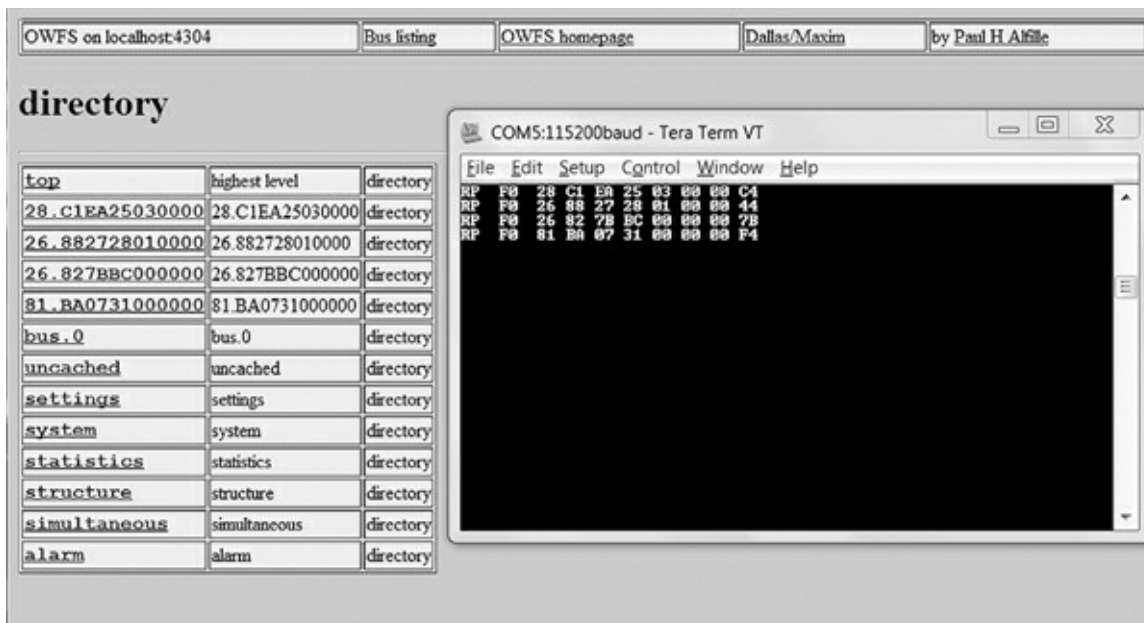 OWFS on localhost:4304 Bus listing OWFS homepage Dallas/Maxim by Paul H Alfille
directory
top highest level directory
28.C1EA25030000 28.C1EA25030000 directory
26.882728010000 26.882728010000 directory
26.827BBC000000 26.827BBC000000 directory
81.BA0731000000 81.BA0731000000 directory
bus.0 bus.0 directory
uncached uncached directory
settings settings directory
system system directory
statistics statistics directory
structure structure directory
simultaneous simultaneous directory
alarm alarm directory
COM5:115200baud - Tera Term VT
File Edit Setup Control Window Help
RP F0 28 C1 EA 25 03 00 00 C4
RP F0 26 88 27 28 01 00 00 44
RP F0 26 82 7B BC 00 00 00 7B
RP F0 81 BA 07 31 00 00 00 F4